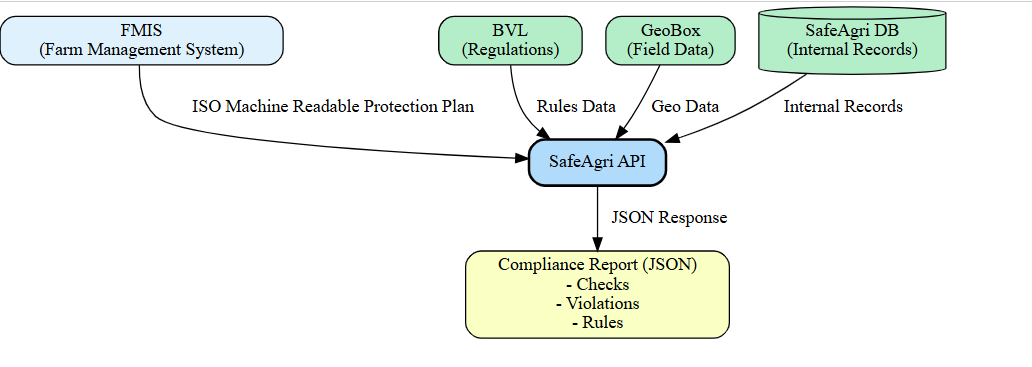 FMIS
(Farm Management System)
BVL
(Regulations)
GeoBox
(Field Data)
SafeAgri DB
(Internal Records)
ISO Machine Readable Protection Plan
Rules Data
Geo Data
Internal Records
SafeAgri API
JSON Response
Compliance Report (JSON)
- Checks
- Violations
- Rules